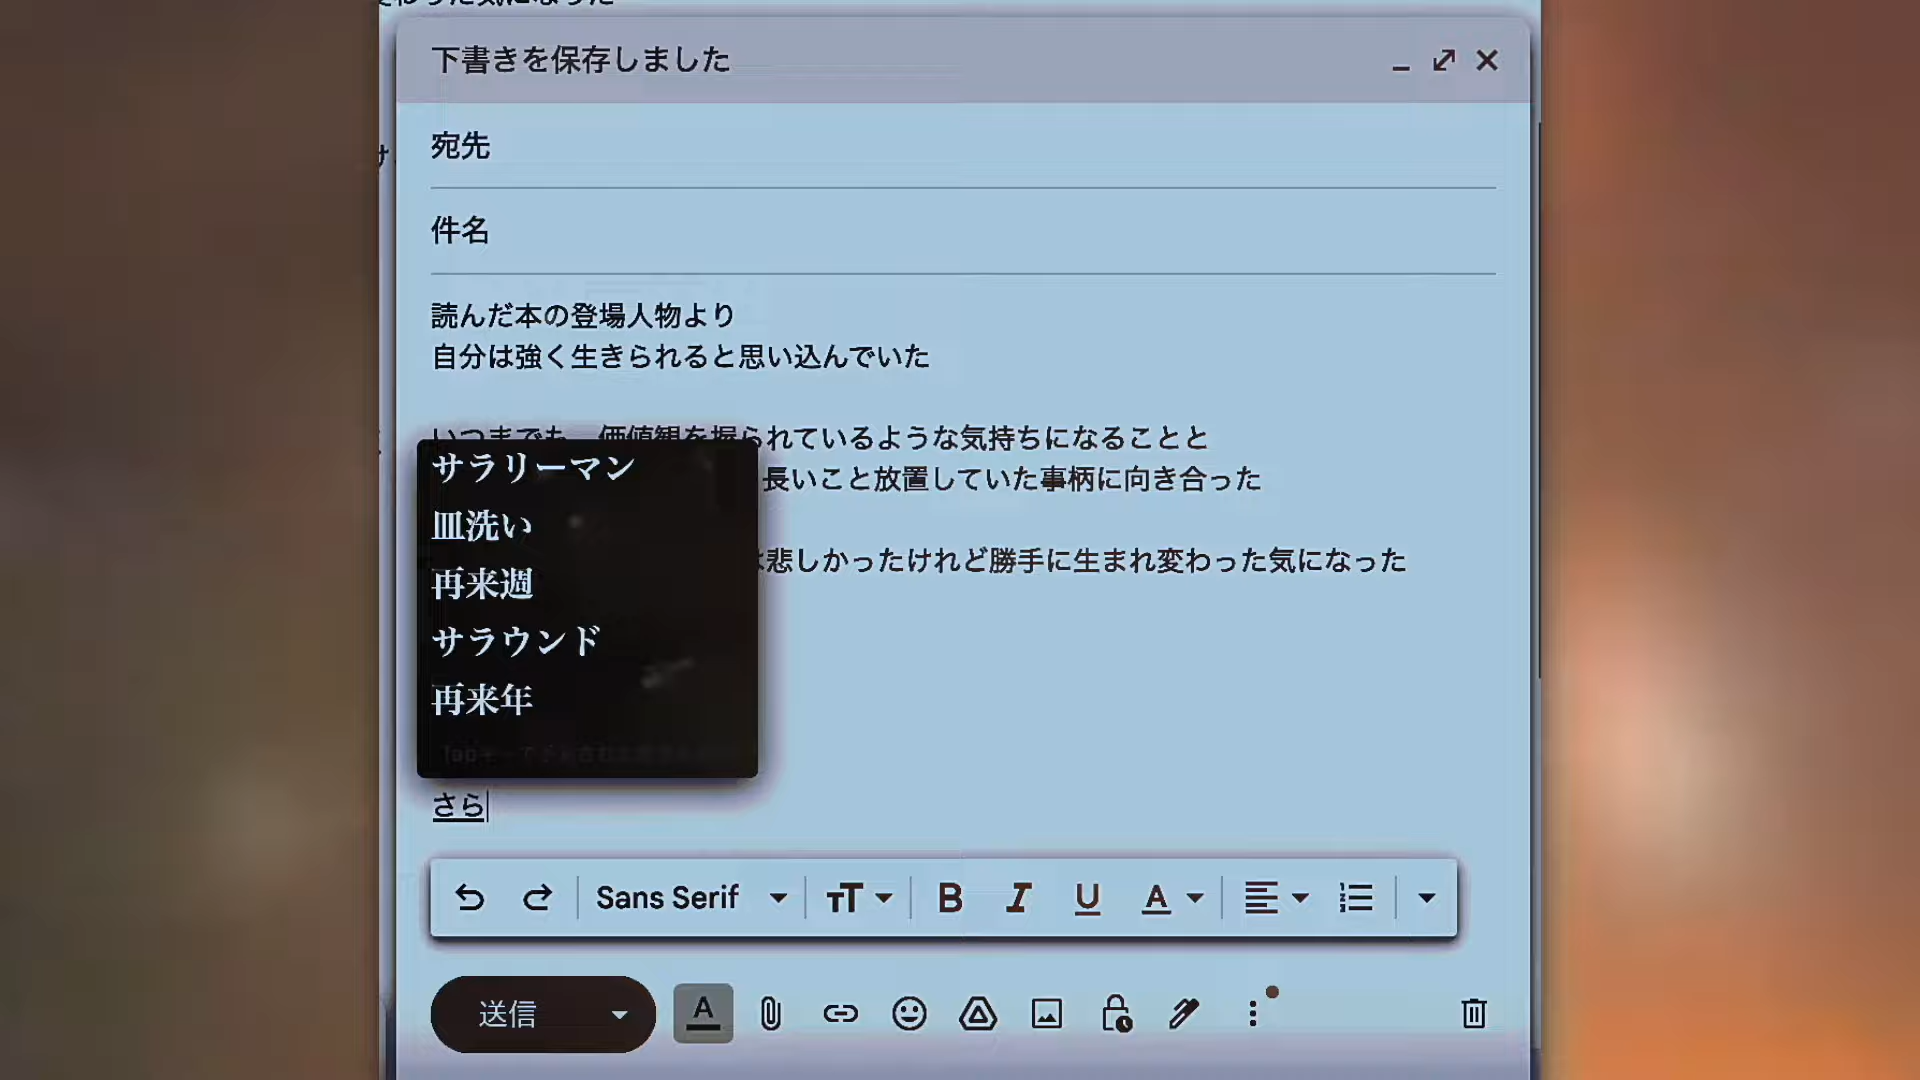 下書きを保存しました
宛先
件名
読んだ本の登場人物より
自分は強く生きられると思い込んでいた
られているような気持ちになることと
長いこと放置していた事柄に向き合った
悲しかったけれど勝手に生まれ変わった気になった
サラリーマン
皿洗い
再来週
サラウンド
再来年
さら
Sans Serif
送信